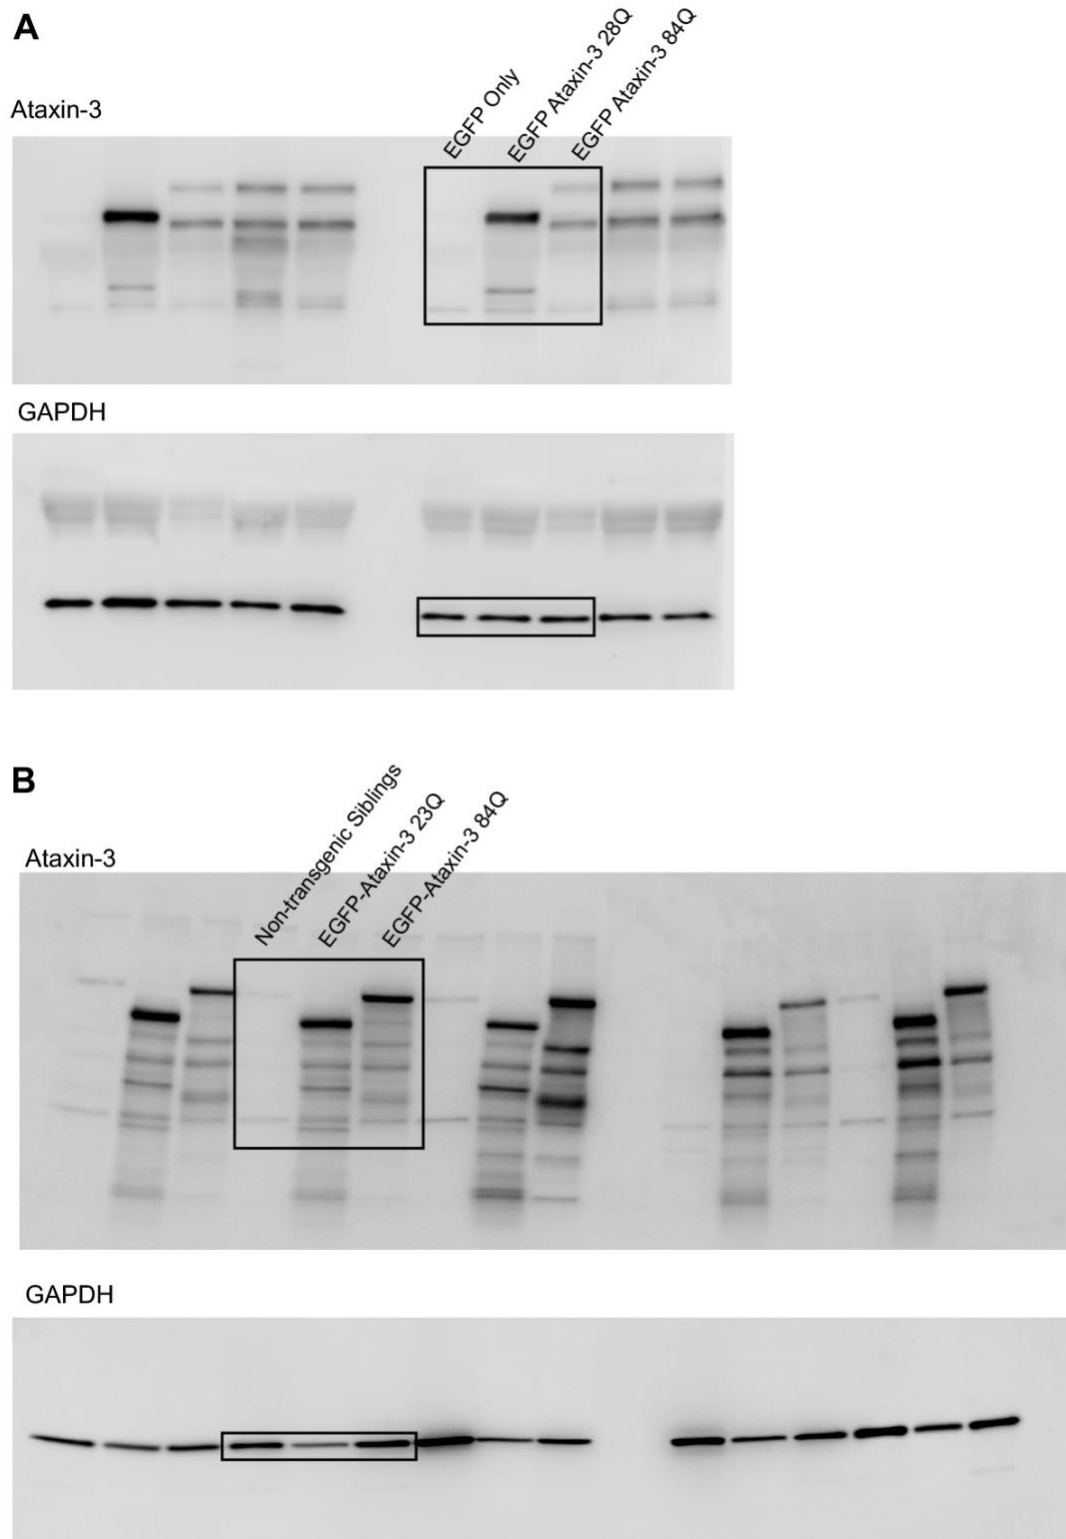 A
Ataxin-3
EGFP Only
EGFP Ataxin-3 28Q
EGFP Ataxin-3 84Q
GAPDH
B
Ataxin-3
Non-transgenic Siblings
EGFP-Ataxin-3 23Q
EGFP-Ataxin-3 84Q
GAPDH